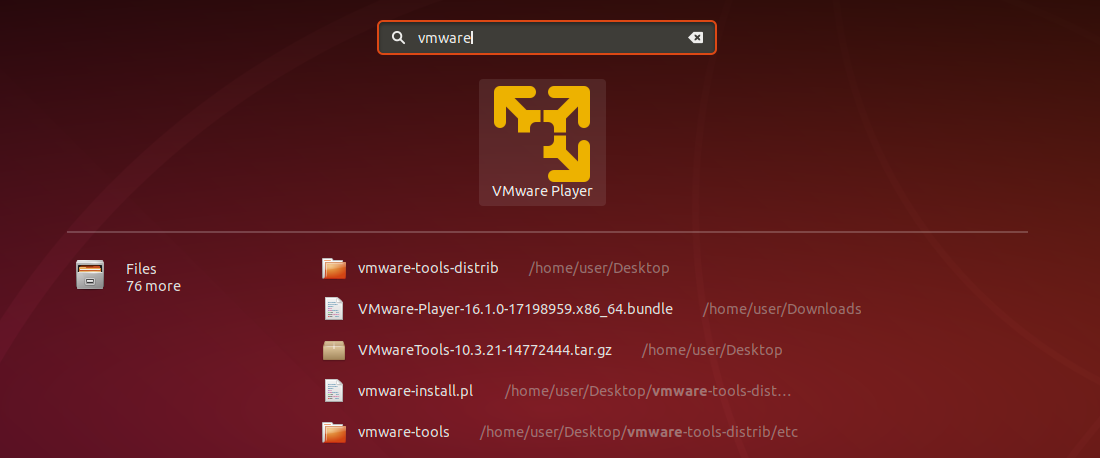 vmware
VMware Player
Files
76 more
vmware-tools-distrib /home/user/Desktop
VMware-Player-16.1.0-17198959.x86_64.bundle /home/user/Downloads
VMwareTools-10.3.21-14772444.tar.gz /home/user/Desktop
vmware-install.pl /home/user/Desktop/vmware-tools-dist…
vmware-tools /home/user/Desktop/vmware-tools-distrib/etc